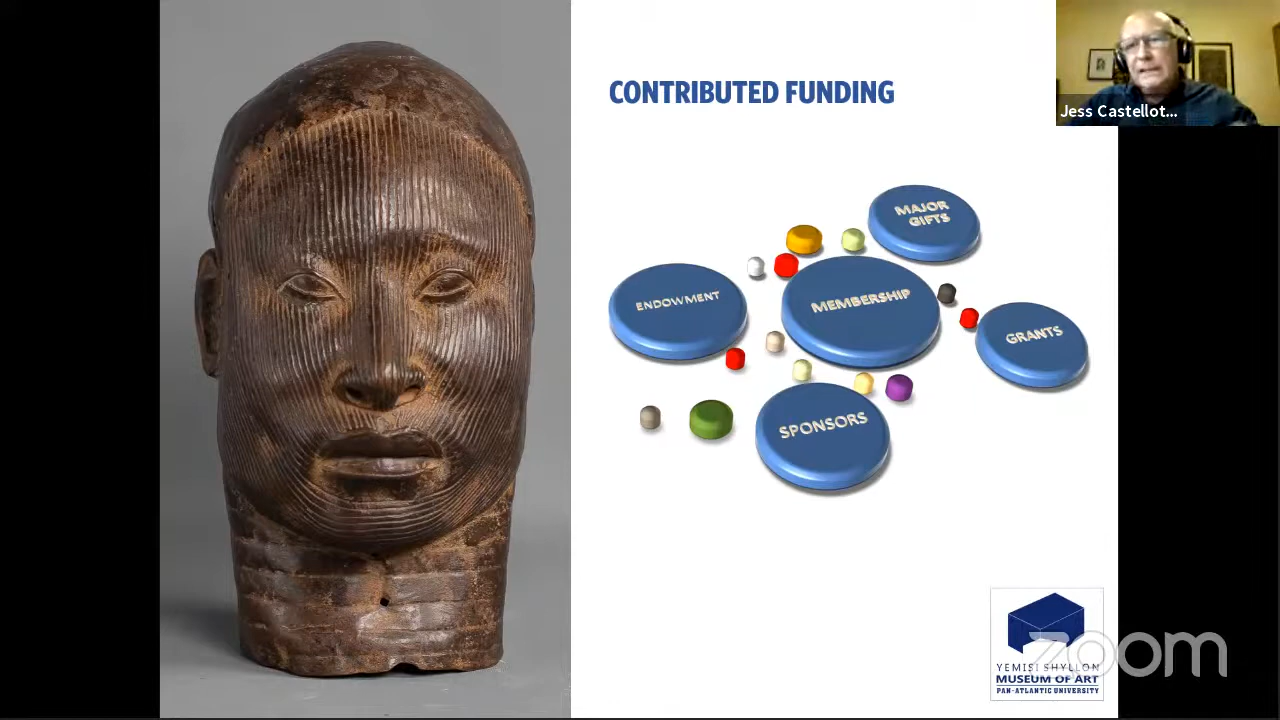 CONTRIBUTED FUNDING
Jess Castellot...
MAJOR
GIFTS
ENDOWMENT
MEMBERSHIP
GRANTS
SPONSORS
zoom
YEMISI SHYLLON
MUSEUM OF ART
PAN-ATLANTIC UNIVERSITY